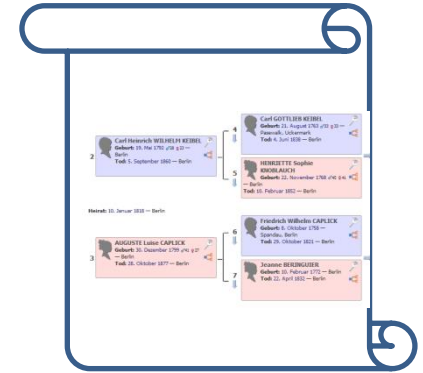 2
Carl Heinrich WILHELM KEIBEL
Geburt: 19. Mai 1792
Berlin
Tod: 5. September 1860 — Berlin
4
Carl GOTTLIEB KEIBEL
Geburt: 21. August 1763
Pasewalk, Uckermark
Tod: 4. Juni 1836 — Berlin
5
HENRIETTE Sophie
KNOBLAUCH
Geburt: 22. November 1768
— Berlin
Tod: 16. Februar 1852 — Berlin
Heirat: 10. Januar 1818 — Berlin
3
AUGUSTE Luise CAPLICK
Geburt: 30. Dezember 1799
— Berlin
Tod: 28. Oktober 1877 — Berlin
6
Friedrich Wilhelm CAPLICK
Geburt: 8. Oktober 1758 —
Spandau, Berlin
Tod: 29. Oktober 1821 — Berlin
7
Jeanne BERINGUIER
Geburt: 10. Februar 1772 — Berlin
Tod: 22. April 1832 — Berlin